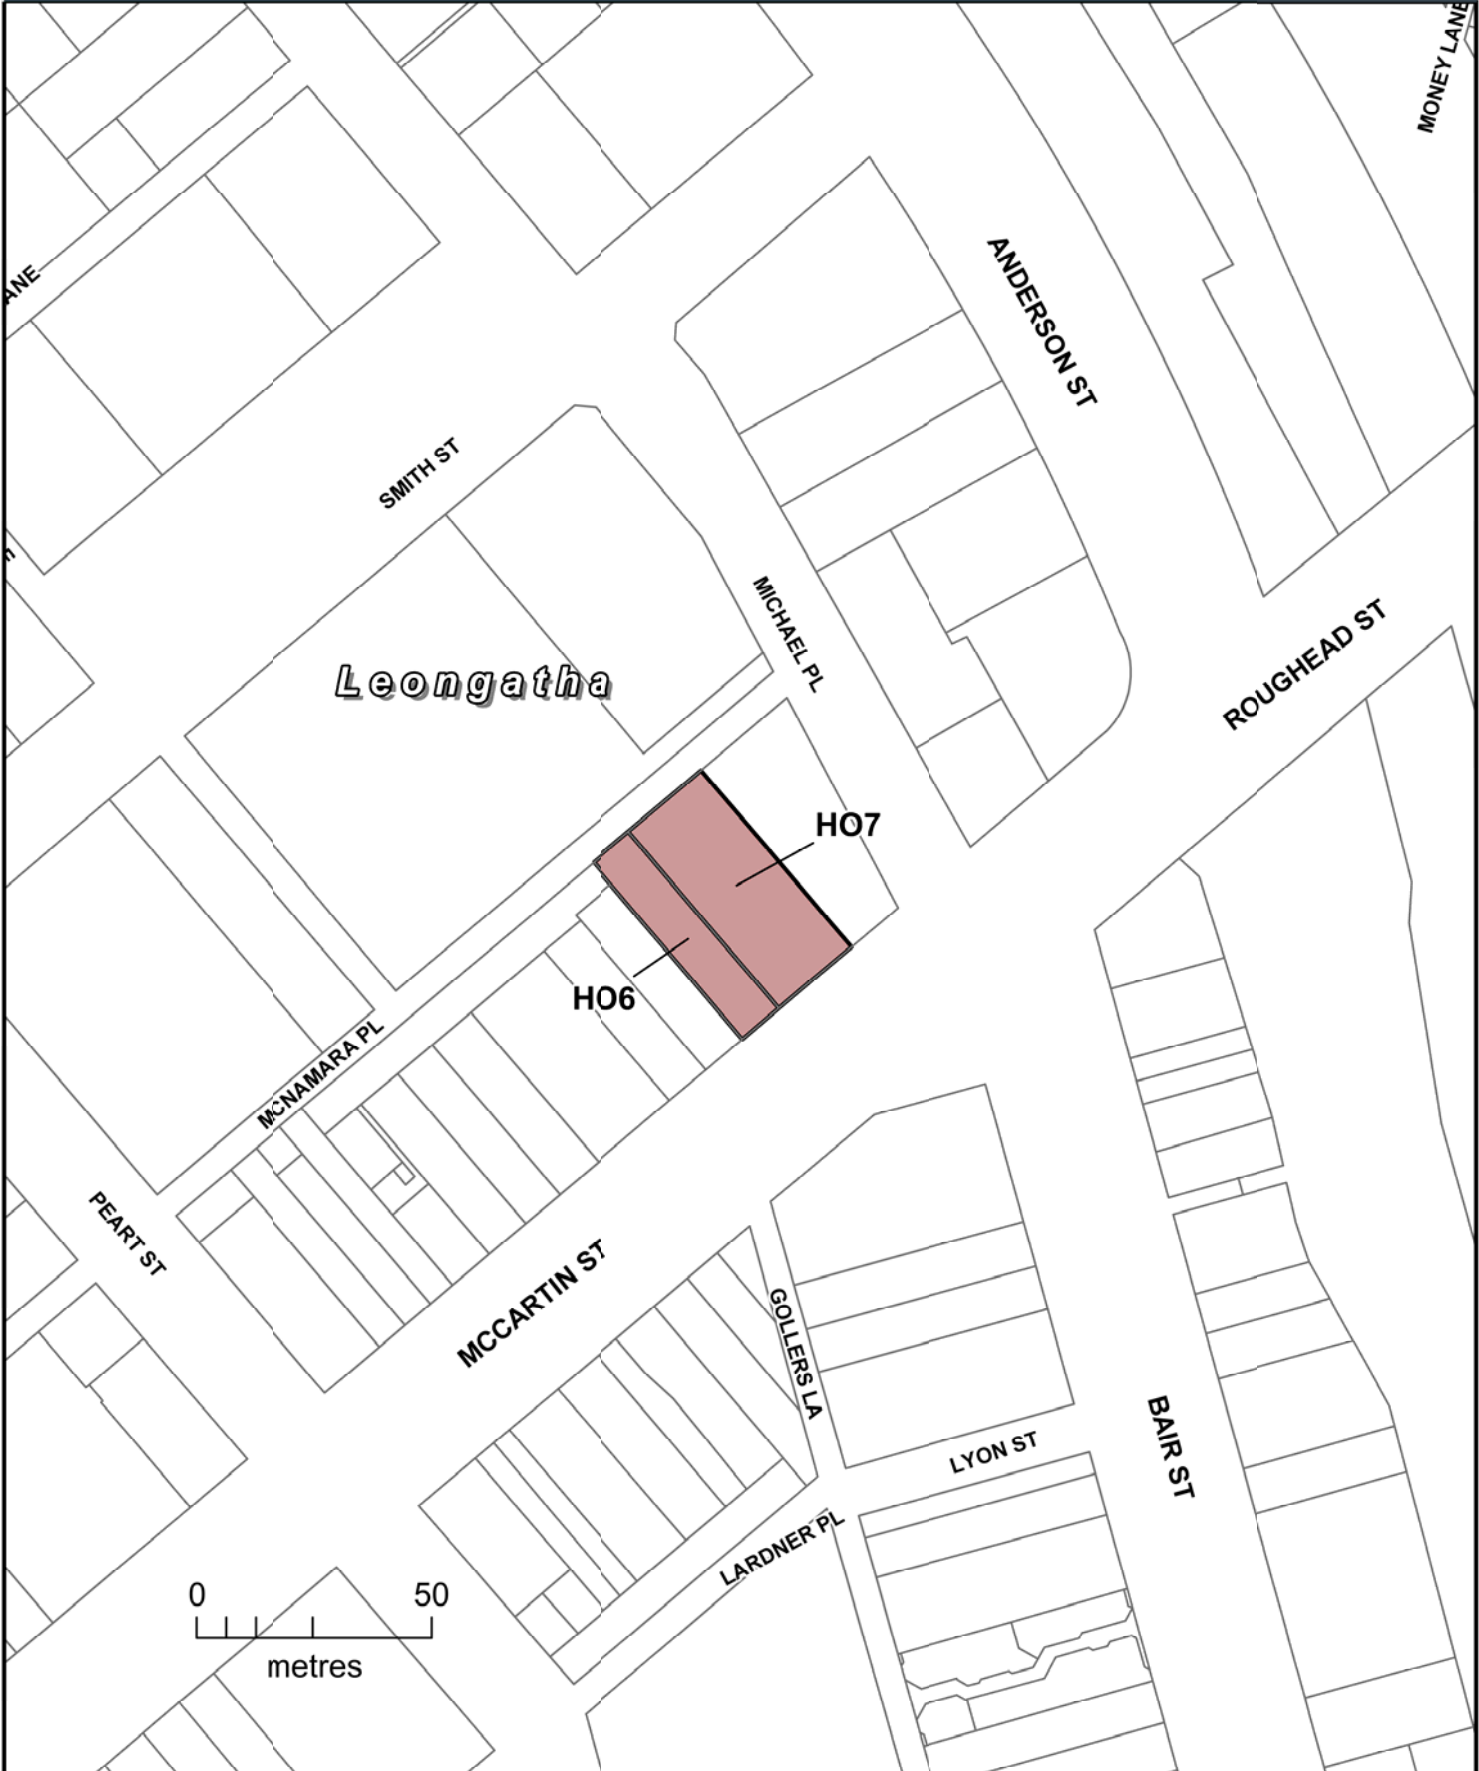 MONEY LANE
ANE
ANDERSON ST
SMITH ST
MICHAEL PL
ROUGHEAD ST
Leongatha
HO7
HO6
MCNAMARA PL
PEART ST
MCCARTIN ST
GOLLERS LA
BAIR ST
LYON ST
LARDNER PL
0 50
metres